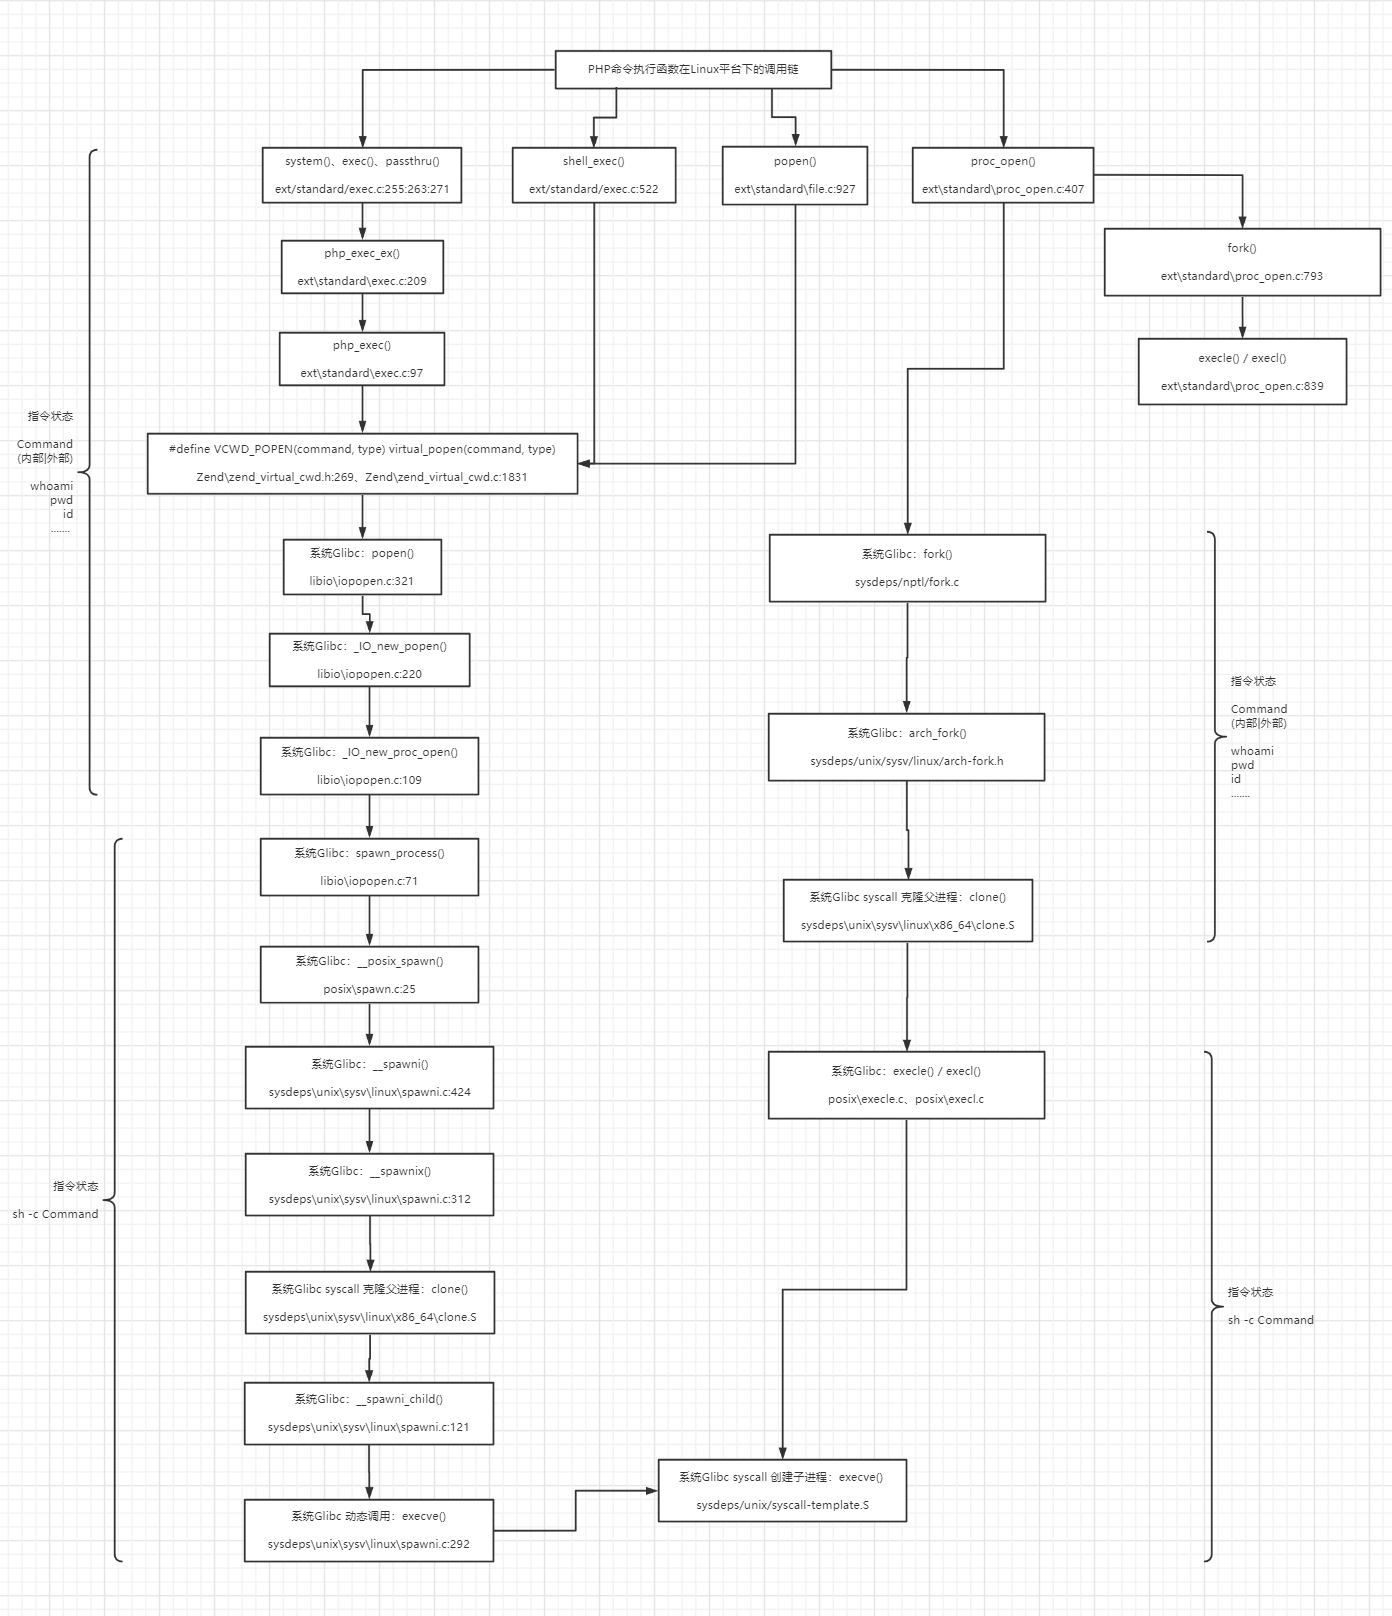 PHP命令执行函数在Linux平台下的调用链
system()、exec()、passthru()
ext/standard/exec.c:255:263:271
shell_exec()
ext/standard/exec.c:522
popen()
ext\standard\file.c:927
proc_open()
ext\standard\proc_open.c:407
fork()
ext\standard\proc_open.c:793
execle() / execl()
ext\standard\proc_open.c:839
php_exec_ex()
ext\standard\exec.c:209
php_exec()
ext\standard\exec.c:97
#define VCWD_POPEN(command, type) virtual_popen(command, type)
Zend\zend_virtual_cwd.h:269、Zend\zend_virtual_cwd.c:1831
指令状态
Command
(内部|外部)
whoami
pwd
id
.......
系统Glibc：popen()
libio\iopopen.c:321
系统Glibc：_IO_new_popen()
libio\iopopen.c:220
系统Glibc：_IO_new_proc_open()
libio\iopopen.c:109
系统Glibc：spawn_process()
libio\iopopen.c:71
系统Glibc：__posix_spawn()
posix\spawn.c:25
系统Glibc：__spawni()
sysdeps\unix\sysv\linux\spawni.c:424
系统Glibc：__spawnix()
sysdeps\unix\sysv\linux\spawni.c:312
指令状态
sh -c Command
系统Glibc syscall 克隆父进程：clone()
sysdeps\unix\sysv\linux\x86_64\clone.S
系统Glibc：__spawni_child()
sysdeps\unix\sysv\linux\spawni.c:121
系统Glibc 动态调用：execve()
sysdeps\unix\sysv\linux\spawni.c:292
系统Glibc：fork()
sysdeps/nptl/fork.c
系统Glibc：arch_fork()
sysdeps/unix/sysv/linux/arch-fork.h
系统Glibc syscall 克隆父进程：clone()
sysdeps\unix\sysv\linux\x86_64\clone.S
指令状态
Command
(内部|外部)
whoami
pwd
id
.......
系统Glibc：execle() / execl()
posix\execle.c、posix\execl.c
系统Glibc syscall 创建子进程：execve()
sysdeps/unix/syscall-template.S
指令状态
sh -c Command